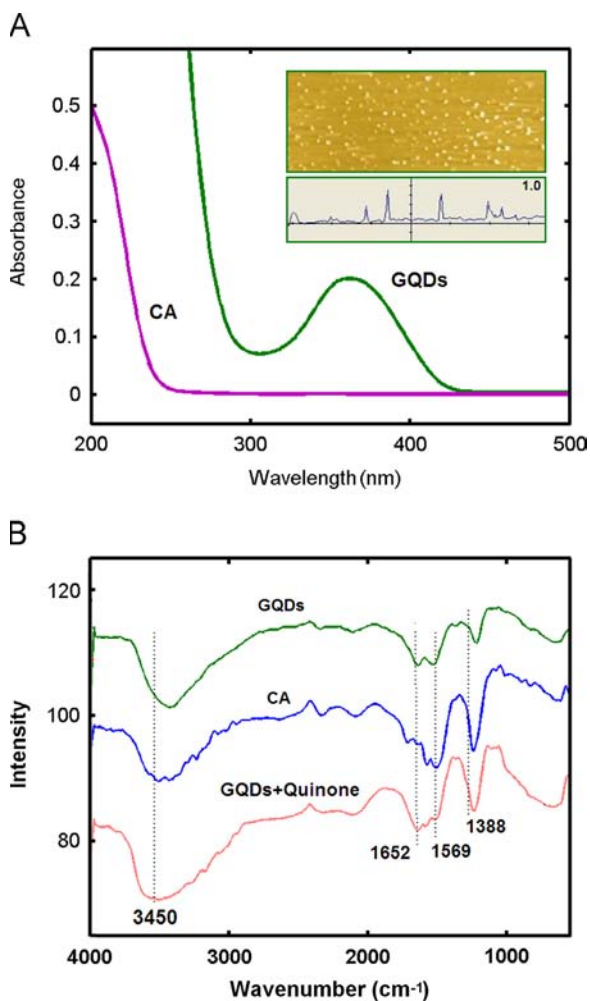 A
0.5
0.4
0.3
0.2
0.1
0
Absorbance
1.0
CA
GQDs
200 300 400 500
Wavelength (nm)
B
120
100
80
Intensity
GQDs
CA
GQDs+Quinone
3450
1652
1569
1388
4000 3000 2000 1000
Wavenumber (cm-1)